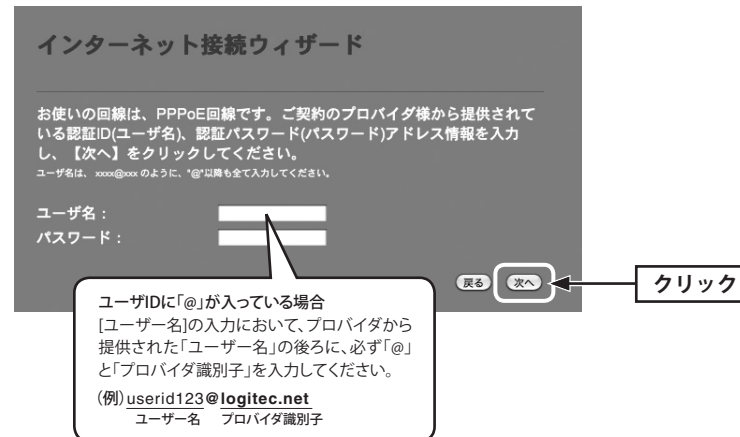 インターネット接続ウィザード
お使いの回線は、PPPoE回線です。ご契約のプロバイダ様から提供されて
いる認証ID(ユーザ名)、認証パスワード(パスワード)アドレス情報を入力
し、【次へ】をクリックしてください。
ユーザ名は、xxxx@xxx のように、"@"以降も全て入力してください。
ユーザ名：
パスワード：
戻る 次へ
クリック
ユーザIDに「@」が入っている場合
[ユーザー名]の入力において、プロバイダから
提供された「ユーザー名」の後ろに、必ず「@」
と「プロバイダ識別子」を入力してください。
(例)userid123@logitec.net
ユーザー名 プロバイダ識別子